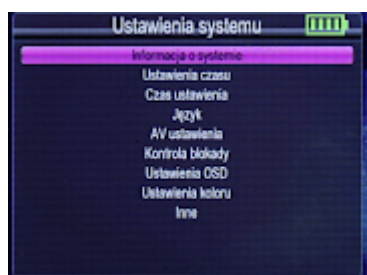 Ustawienia systemu
Informacja o systemie
Ustawienia czasu
Czas ustawienia
Język
AV ustawienia
Kontrola blokady
Ustawienia OSD
Ustawienia koloru
Inne